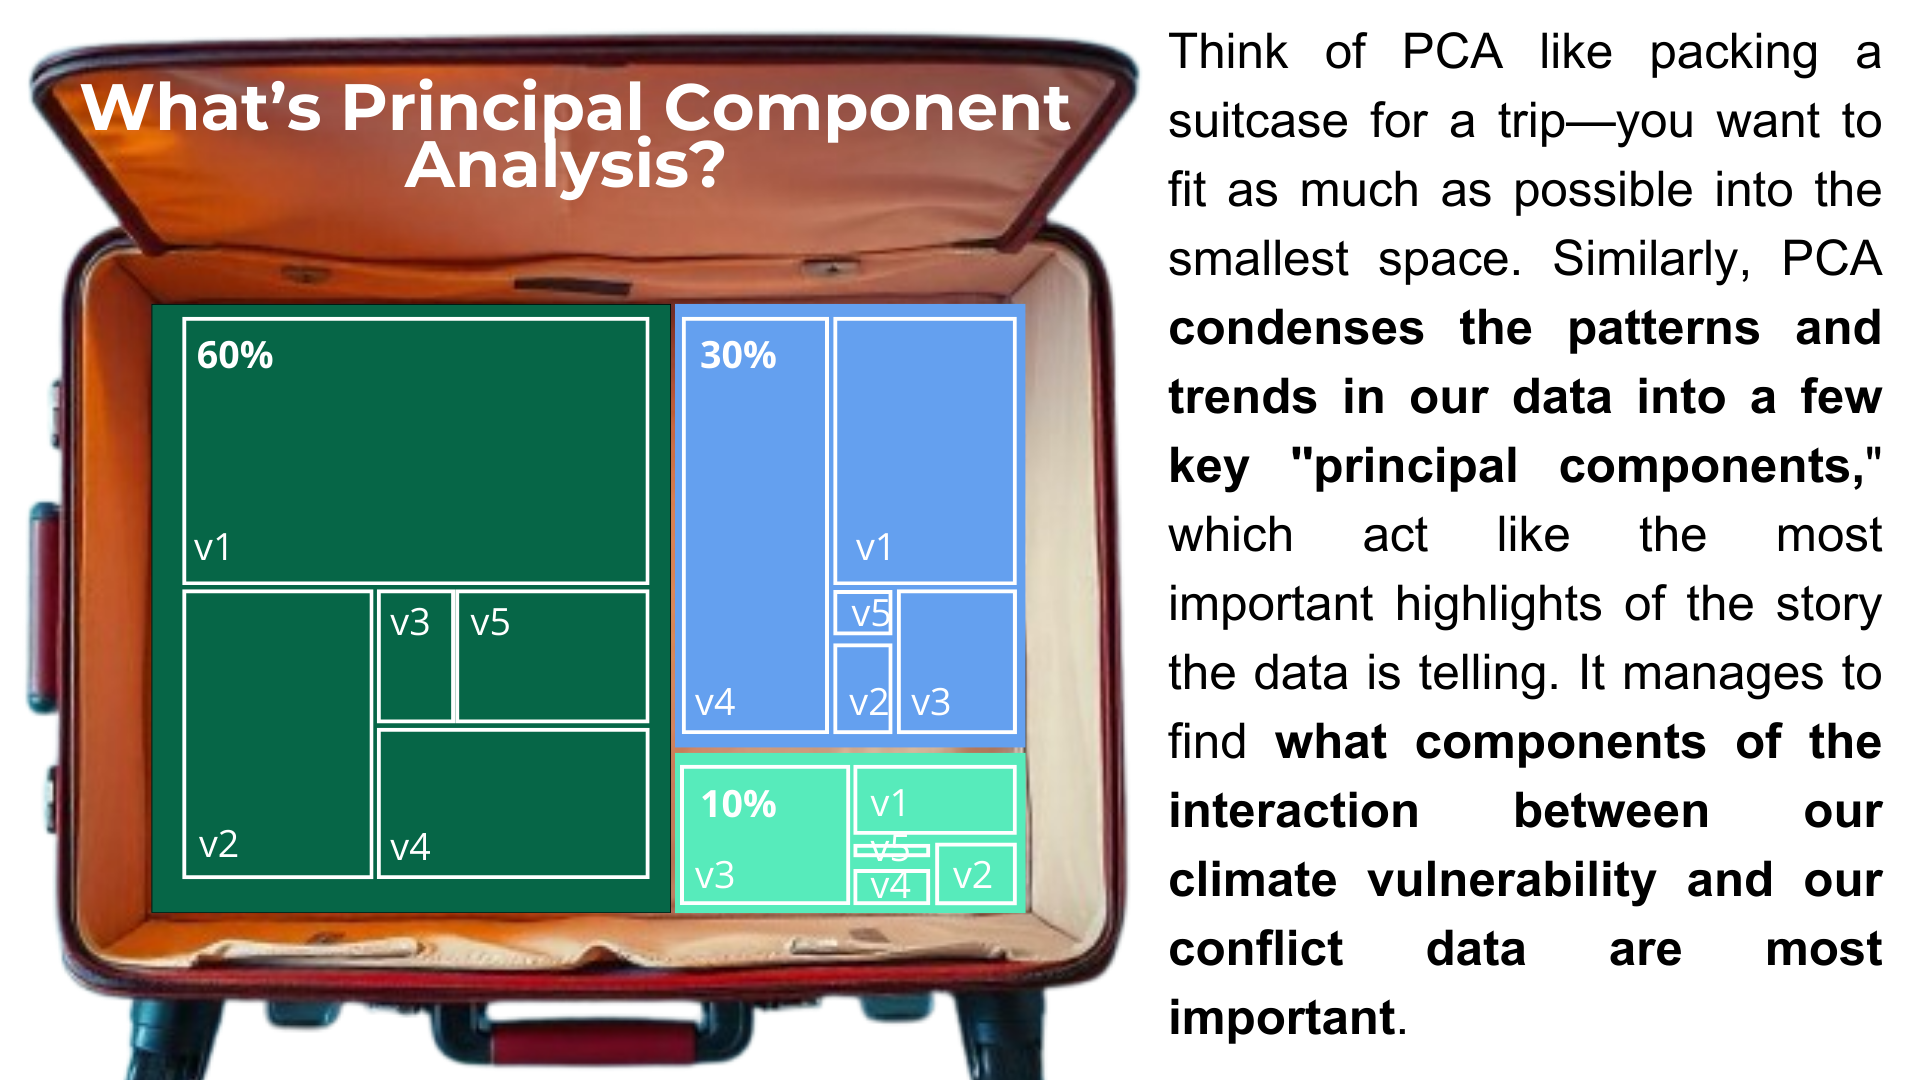 What's Principal Component
Analysis?
60%
v1
v2
v3
v5
v4
30%
v4
v1
v5
v2
v3
10%
v3
v1
v5
v4
v2
Think of PCA like packing a
suitcase for a trip—you want to
fit as much as possible into the
smallest space. Similarly, PCA
condenses the patterns and
trends in our data into a few
key "principal components,"
which act like the most
important highlights of the story
the data is telling. It manages to
find what components of the
interaction between our
climate vulnerability and our
conflict data are most
important.